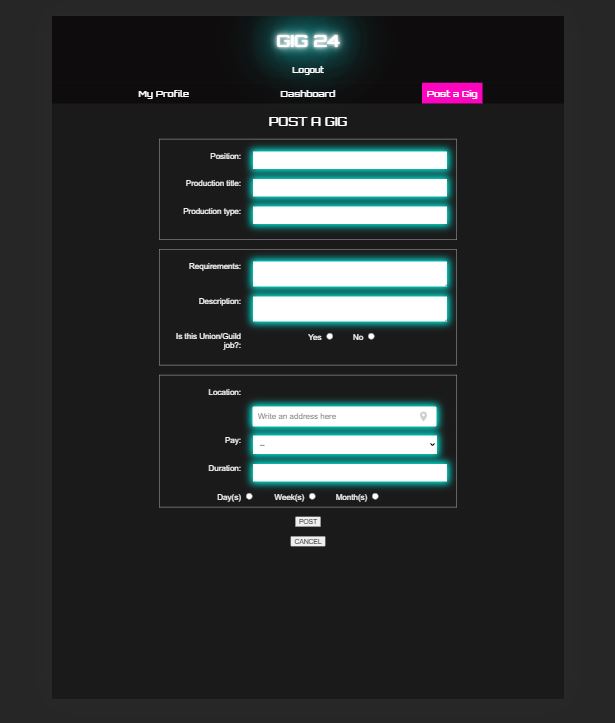 GIG 24
Logout
My Profile Dashboard Post a Gig
POST A GIG
Position:
Production title:
Production type:
Requirements:
Description:
Is this Union/Guild
job?:
Yes No
Location:
Write an address here
Pay:
--
Duration:
Day(s) Week(s) Month(s)
POST
CANCEL